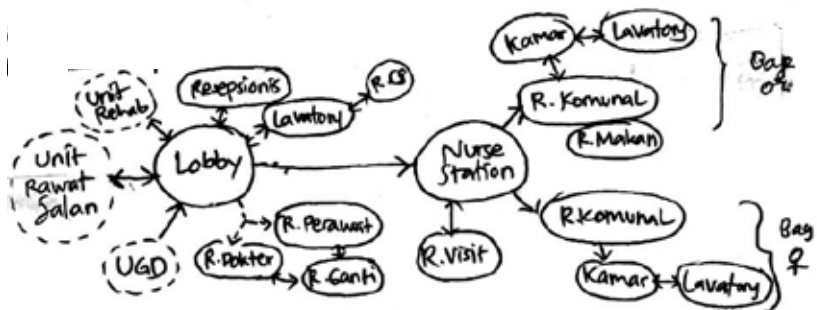 Kamar
Lavatory
Bag
♂
Resepsionis
R. CS
Unit
Rehab
Lavatory
R. Komunal
R. Makan
Unit
Rawat
Jalan
Lobby
Nurse
Station
R. Perawat
R. Komunal
Bag
♀
UGD
R. Dokter
R. Ganti
R. Visit
Kamar
Lavatory